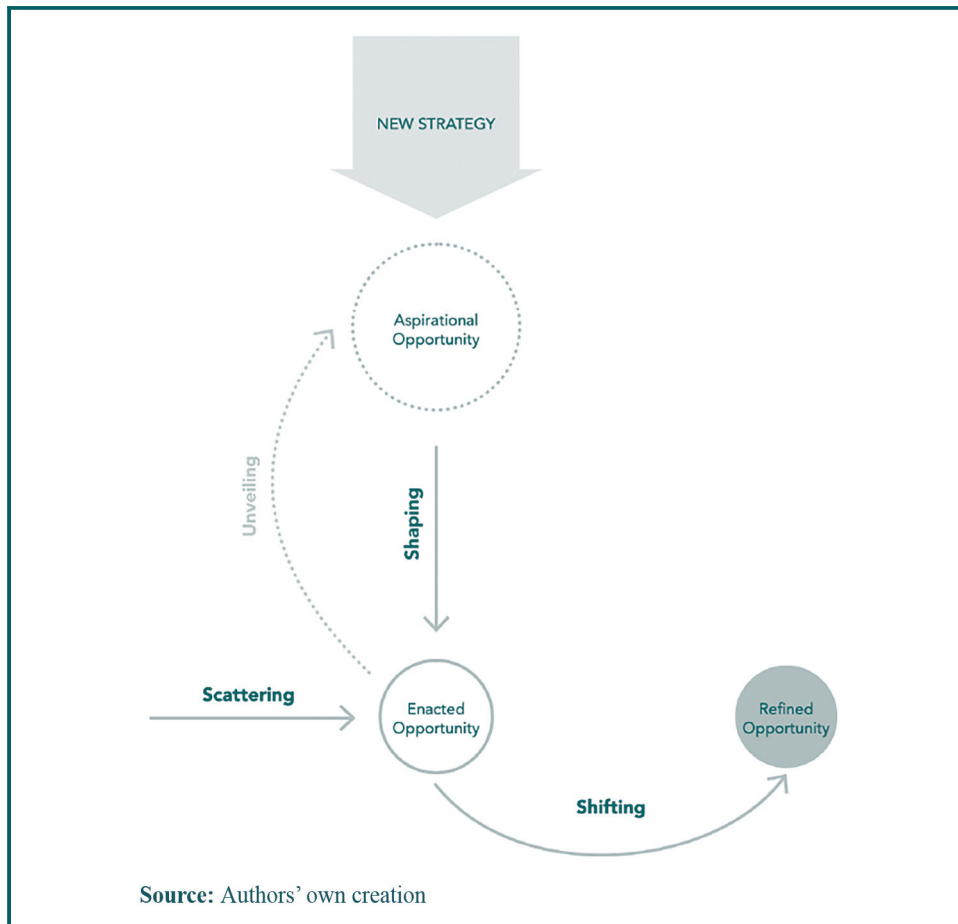 NEW STRATEGY
Aspirational
Opportunity
Unveiling
Shaping
Scattering
Enacted
Opportunity
Refined
Opportunity
Shifting
Source: Authors’ own creation